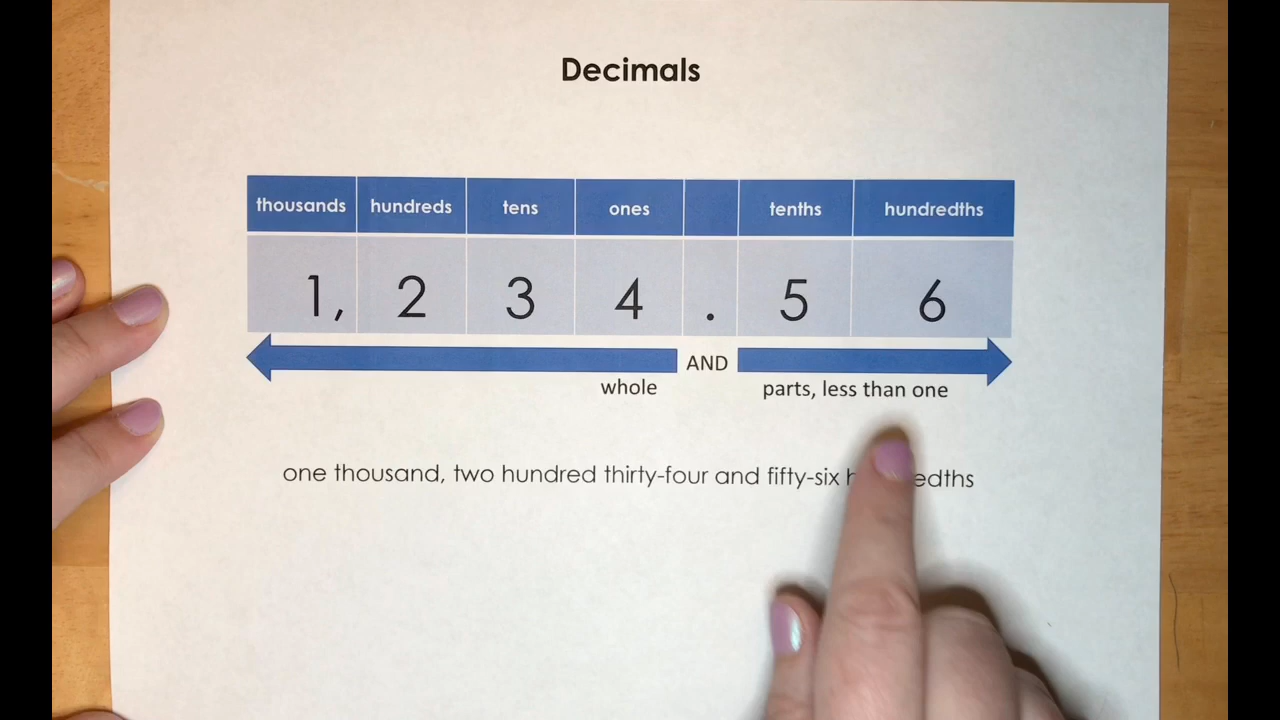 Decimals
thousands hundreds tens ones tenths hundredths
1, 2 3 4 . 5 6
AND
whole parts, less than one
one thousand, two hundred thirty-four and fifty-six